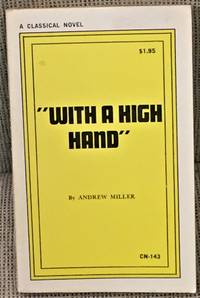 A CLASSICAL NOVEL
$1.95
"WITH A HIGH
HAND"
By ANDREW MILLER
CN-143